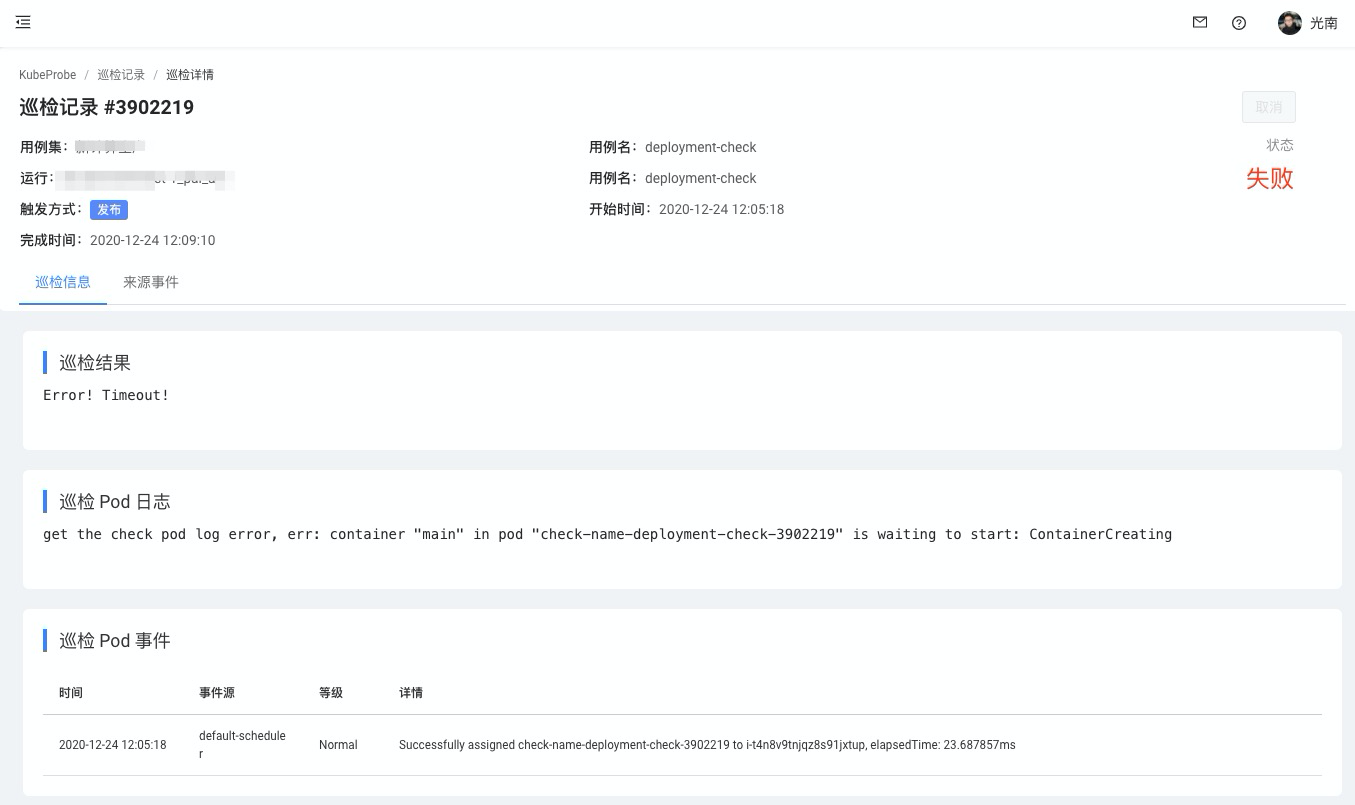 光南
KubeProbe / 巡检记录 / 巡检详情
巡检记录 #3902219
取消
用例集：
用例名： deployment-check
状态
运行：
用例名： deployment-check
失败
触发方式： 发布
开始时间： 2020-12-24 12:05:18
完成时间： 2020-12-24 12:09:10
巡检信息 来源事件
巡检结果
Error! Timeout!
巡检 Pod 日志
get the check pod log error, err: container "main" in pod "check-name-deployment-check-3902219" is waiting to start: ContainerCreating
巡检 Pod 事件
时间 事件源 等级 详情
2020-12-24 12:05:18 default-schedule
r
Normal Successfully assigned check-name-deployment-check-3902219 to i-t4n8v9tnjqz8s91jxtup, elapsedTime: 23.687857ms